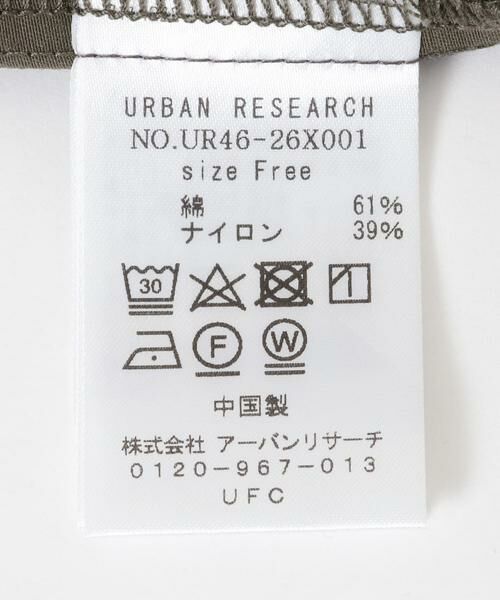 URBAN RESEARCH
NO.UR46-26X001
size Free
綿 61%
ナイロン 39%
30
F W
中国製
株式会社 アーバンリサーチ
0120-967-013
UFC